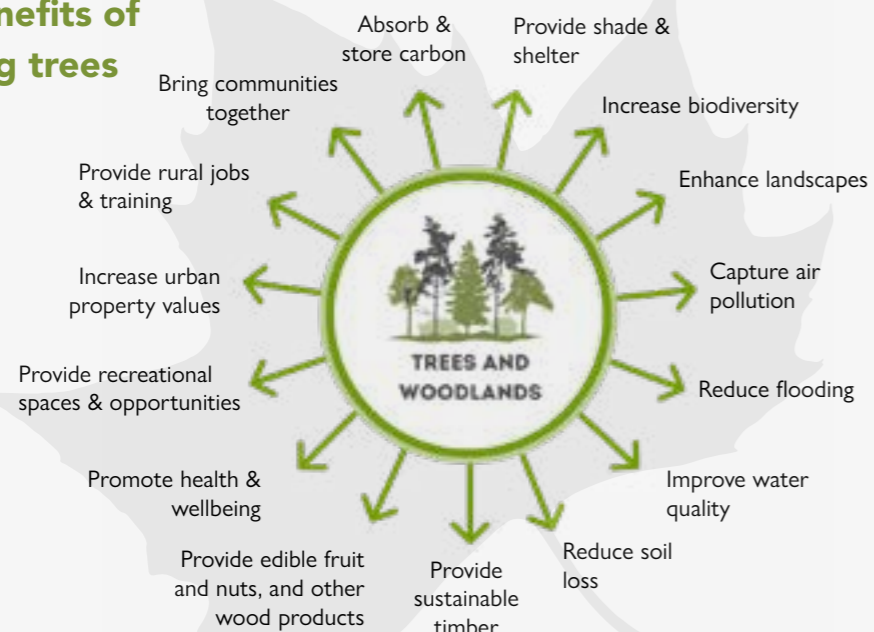 nefits of
g trees
Absorb &
store carbon
Provide shade &
shelter
Increase biodiversity
Enhance landscapes
Capture air
pollution
Reduce flooding
Improve water
quality
Reduce soil
loss
Provide
sustainable
timber
Provide edible fruit
and nuts, and other
wood products
Promote health &
wellbeing
Provide recreational
spaces & opportunities
Increase urban
property values
Provide rural jobs
& training
Bring communities
together
TREES AND
WOODLANDS